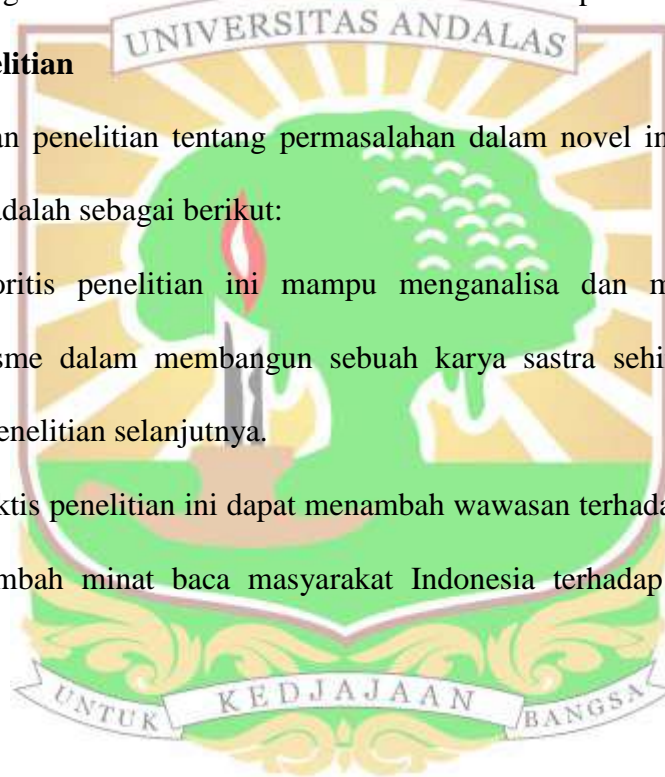 UNIVERSITAS ANDALAS
elitian
an penelitian tentang permasalahan dalam novel in
adalah sebagai berikut:
oritis penelitian ini mampu menganalisa dan m
sme dalam membangun sebuah karya sastra sehi
enelitian selanjutnya.
ktis penelitian ini dapat menambah wawasan terhada
mbah minat baca masyarakat Indonesia terhadap
UNTUK KEDJAJAAN BANGSA